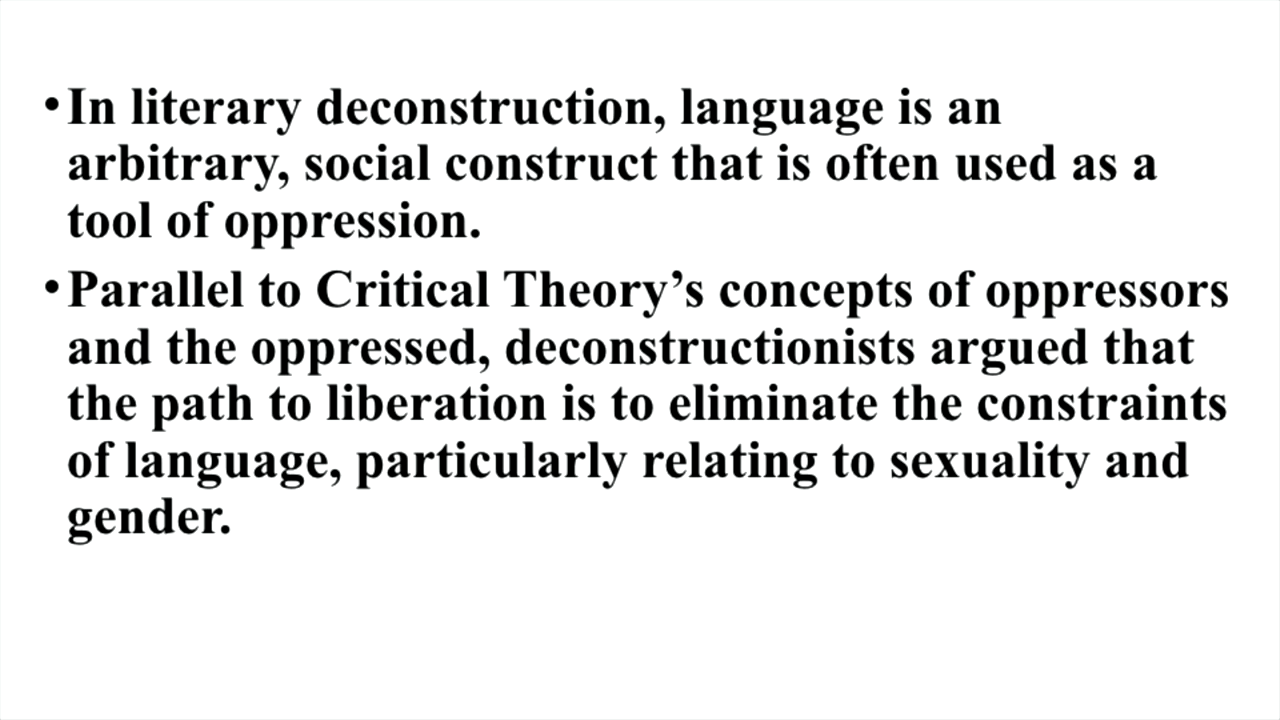 • In literary deconstruction, language is an
arbitrary, social construct that is often used as a
tool of oppression.
• Parallel to Critical Theory’s concepts of oppressors
and the oppressed, deconstructionists argued that
the path to liberation is to eliminate the constraints
of language, particularly relating to sexuality and
gender.